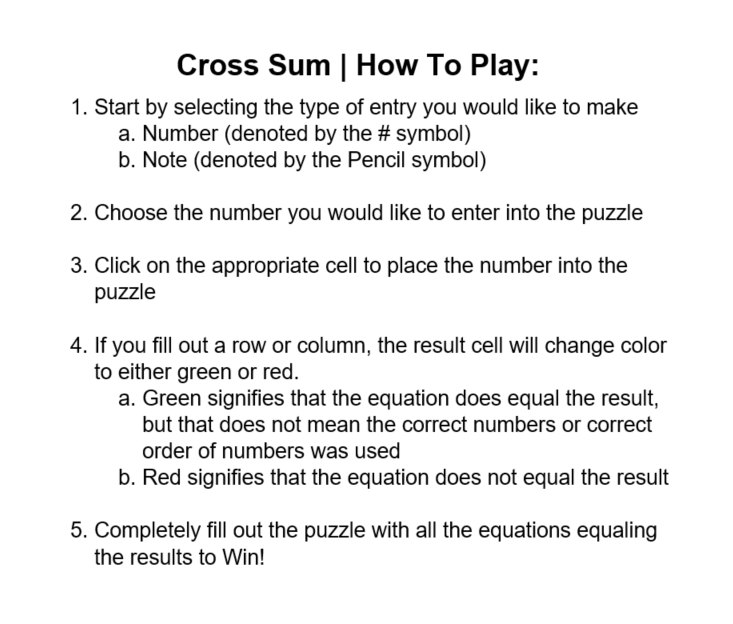 Cross Sum | How To Play:
1. Start by selecting the type of entry you would like to make
a. Number (denoted by the # symbol)
b. Note (denoted by the Pencil symbol)
2. Choose the number you would like to enter into the puzzle
3. Click on the appropriate cell to place the number into the
puzzle
4. If you fill out a row or column, the result cell will change color
to either green or red.
a. Green signifies that the equation does equal the result,
but that does not mean the correct numbers or correct
order of numbers was used
b. Red signifies that the equation does not equal the result
5. Completely fill out the puzzle with all the equations equaling
the results to Win!